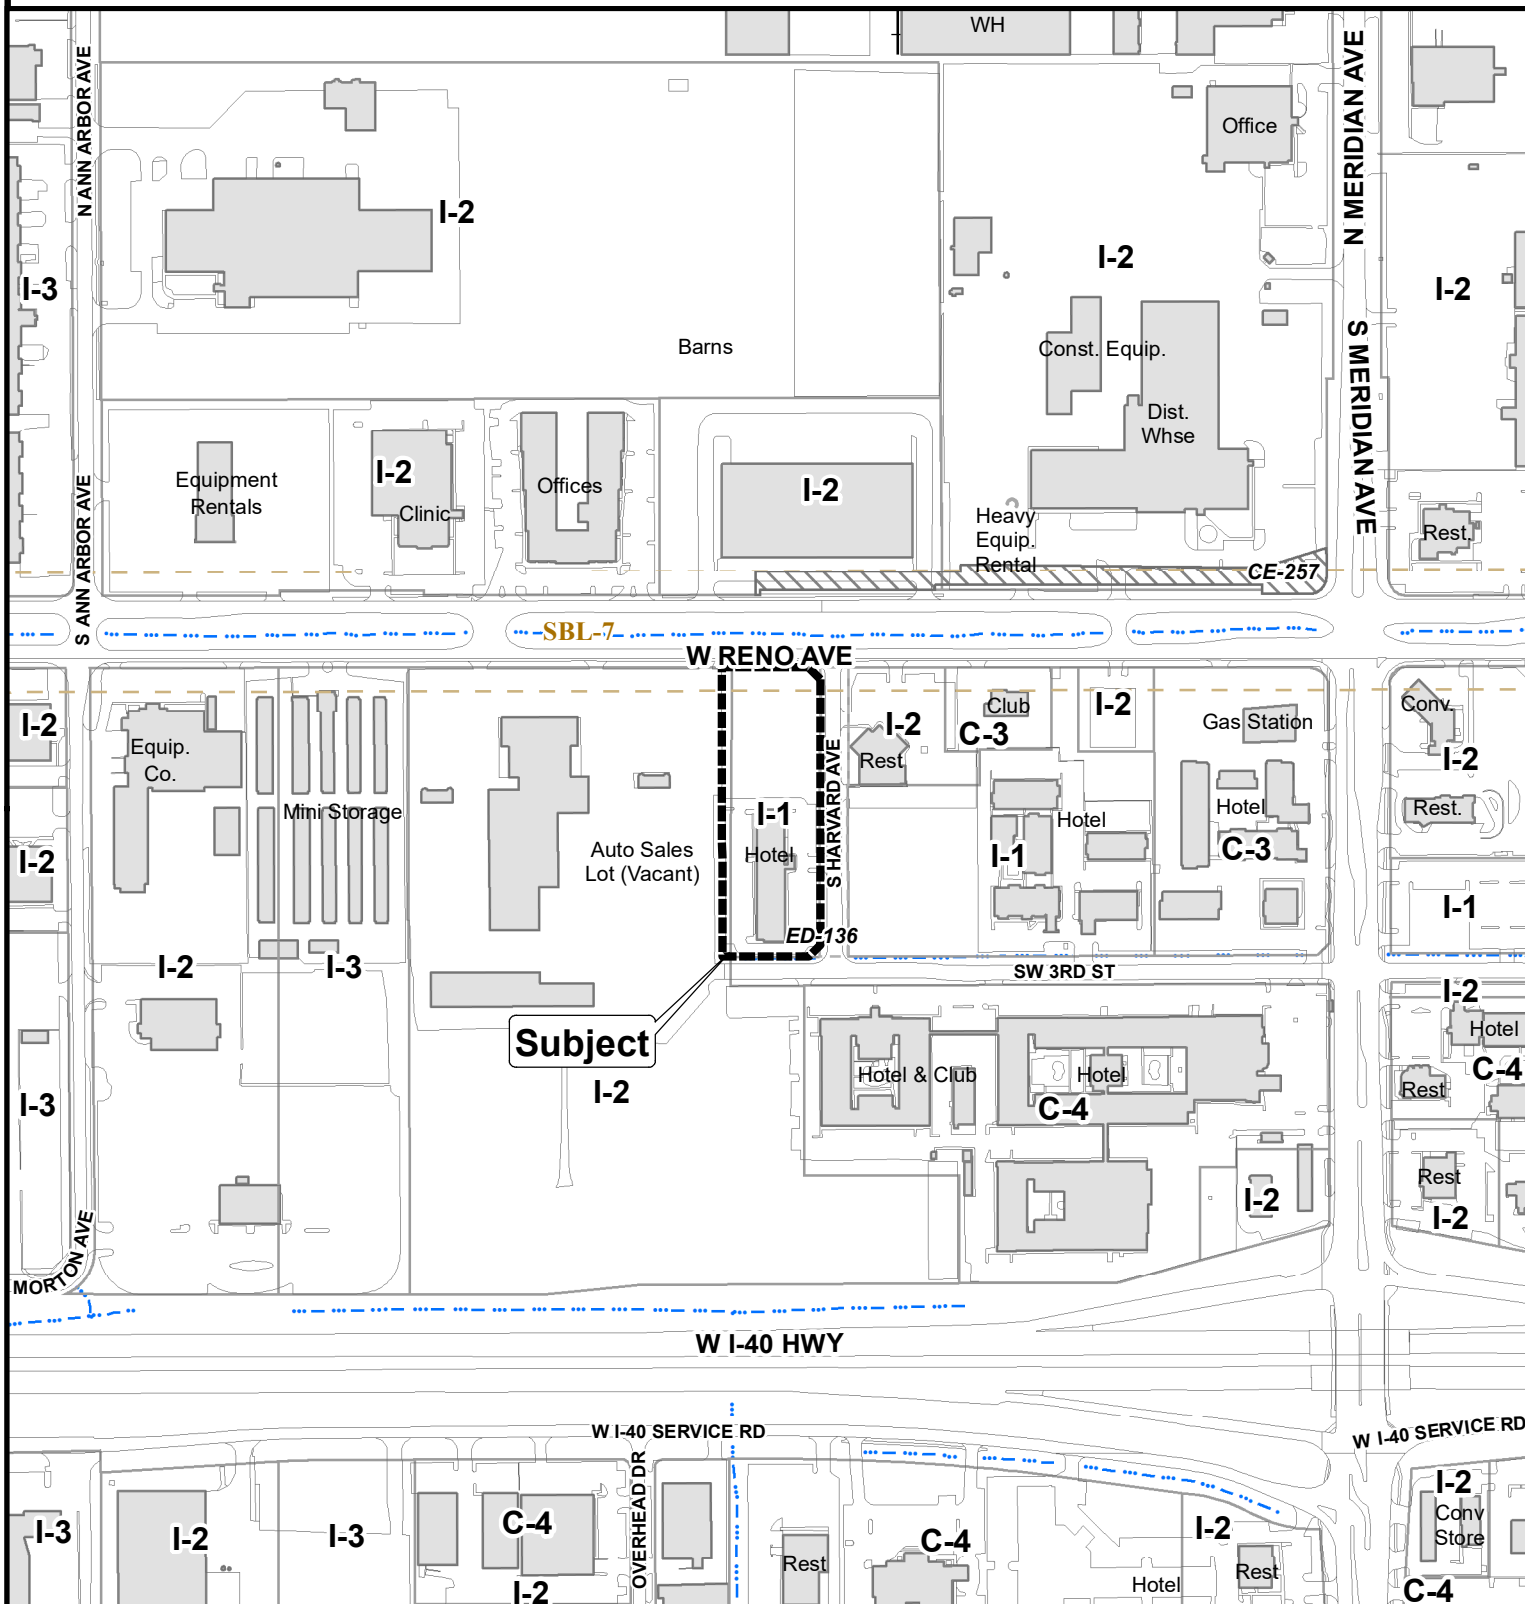 WH
N ANN ARBOR AVE
N MERIDIAN AVE
Office
I-2
I-2
I-3
I-2
Barns
Const. Equip.
S MERIDIAN AVE
Dist.
Whse
I-2
Equipment
Rentals
Clinic
Offices
I-2
S ANN ARBOR AVE
Heavy
Equip.
Rental
Rest.
CE-257
SBL-7
W RENO AVE
I-2
Equip.
Co.
Mini Storage
I-2
Rest
Club
C-3
I-2
Gas Station
Conv.
I-2
I-1
Hotel
S HARVARD AVE
Hotel
I-1
Hotel
C-3
Rest.
Auto Sales
Lot (Vacant)
I-2
I-1
ED-136
I-2
I-3
SW 3RD ST
I-2
Hotel
Subject
I-2
Hotel & Club
Hotel
C-4
C-4
Rest
I-3
Rest
I-2
I-2
MORTON AVE
W I-40 HWY
W I-40 SERVICE RD
W I-40 SERVICE RD
OVERHEAD DR
I-3
I-2
I-3
C-4
I-2
Rest
C-4
I-2
Hotel
Rest
I-2
Conv
Store
C-4